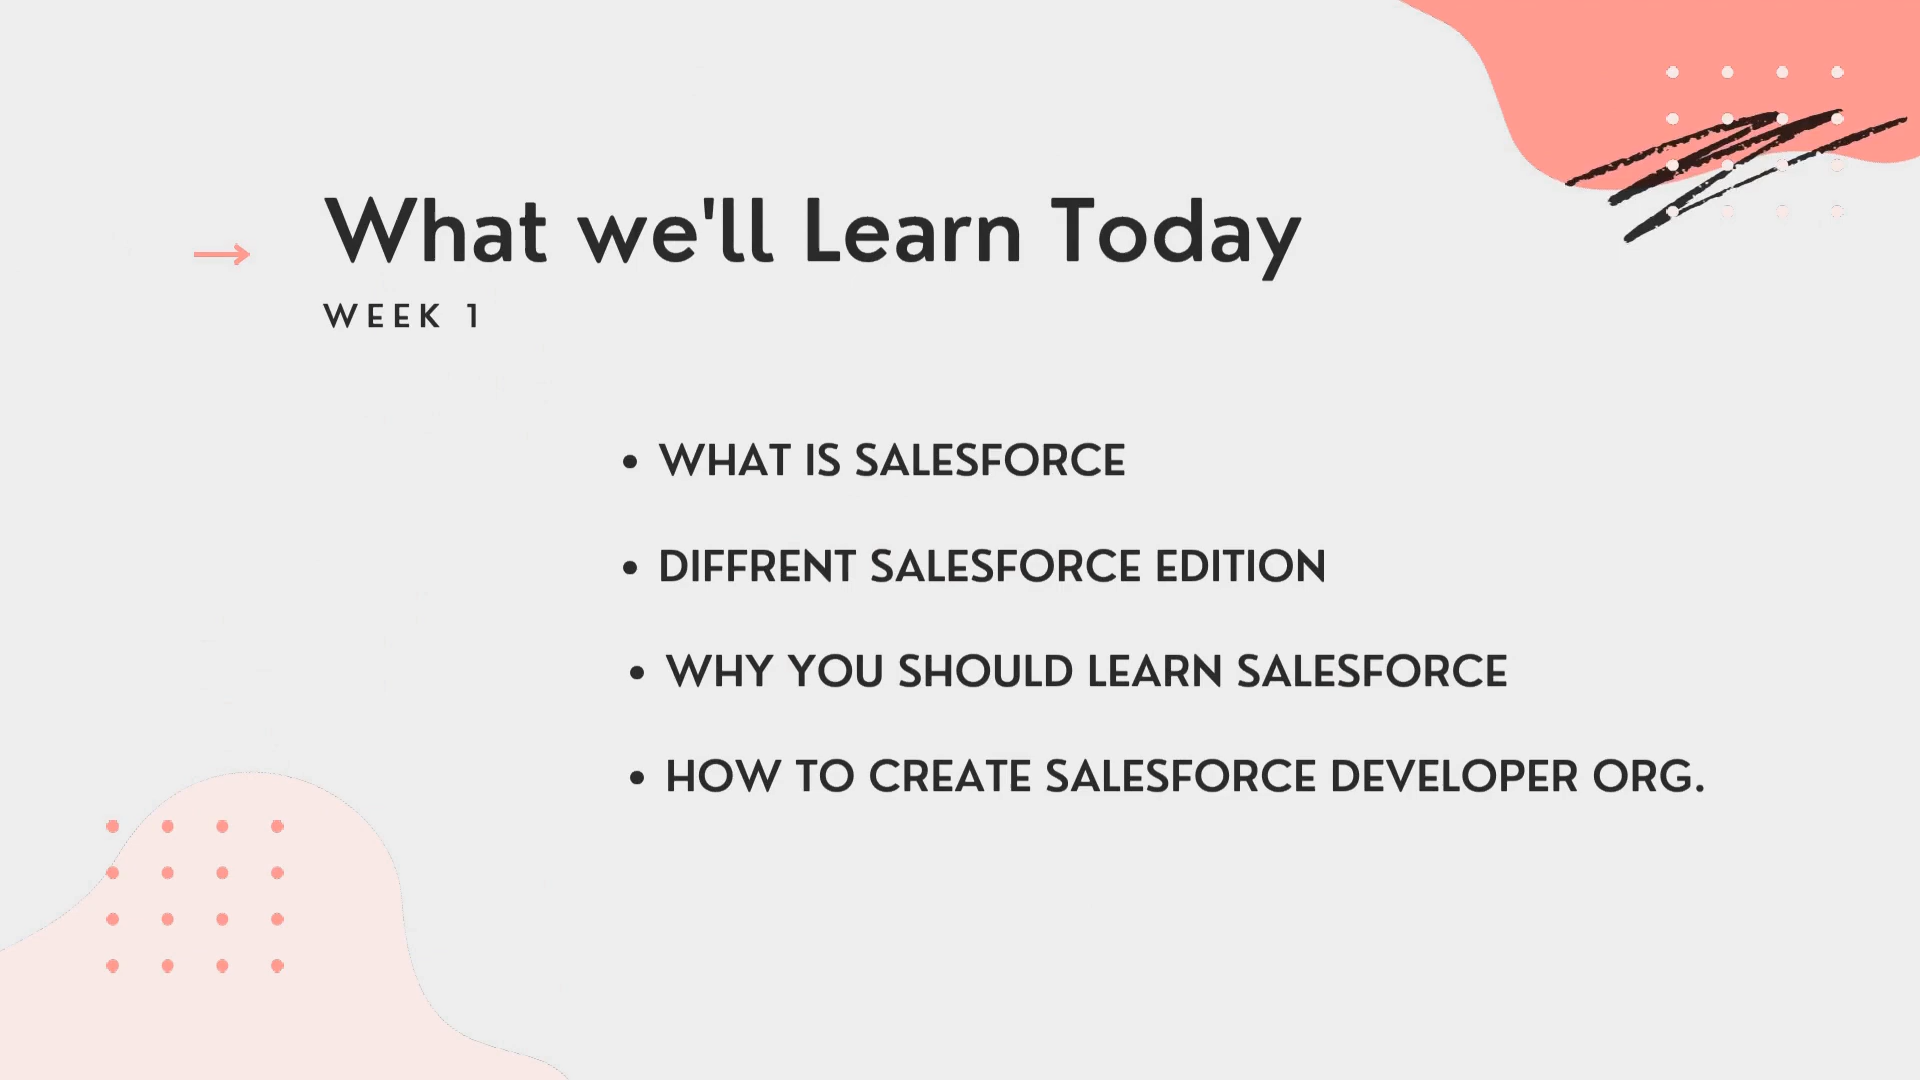 What we'll Learn Today
WEEK 1
• WHAT IS SALESFORCE
• DIFFRENT SALESFORCE EDITION
• WHY YOU SHOULD LEARN SALESFORCE
• HOW TO CREATE SALESFORCE DEVELOPER ORG.